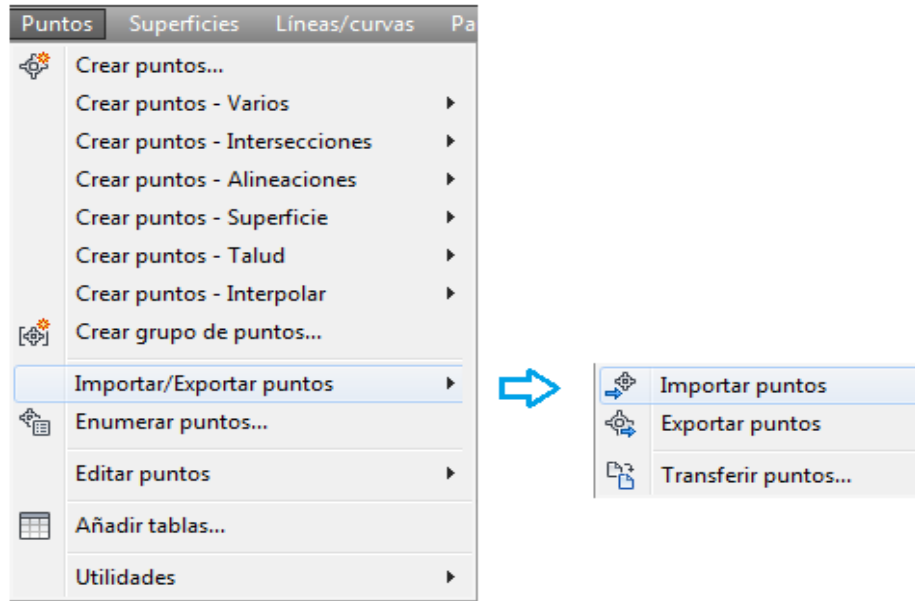 Puntos Superficies Líneas/curvas Pa
Crear puntos...
Crear puntos - Varios
Crear puntos - Intersecciones
Crear puntos - Alineaciones
Crear puntos - Superficie
Crear puntos - Talud
Crear puntos - Interpolar
Crear grupo de puntos...
Importar/Exportar puntos
Enumerar puntos...
Editar puntos
Añadir tablas...
Utilidades
Importar puntos
Exportar puntos
Transferir puntos...